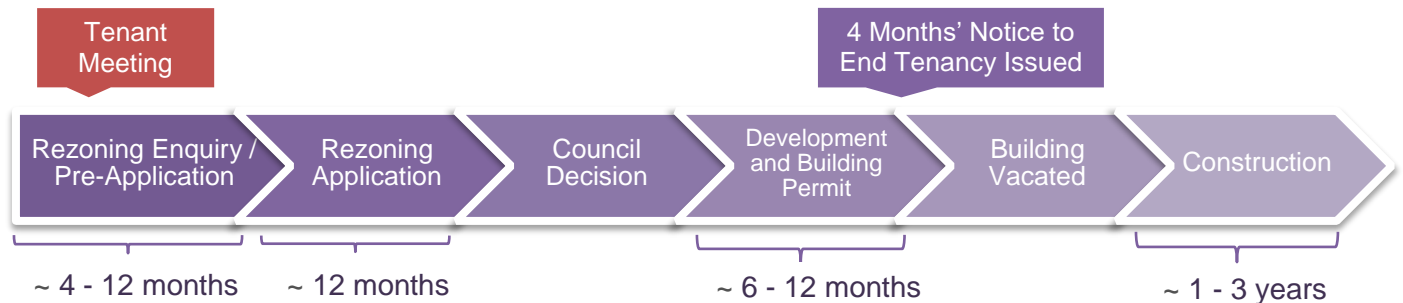 Tenant
Meeting
4 Months’ Notice to
End Tenancy Issued
Rezoning Enquiry /
Pre-Application
Rezoning
Application
Council
Decision
Development
and Building
Permit
Building
Vacated
Construction
~ 4 - 12 months
~ 12 months
~ 6 - 12 months
~ 1 - 3 years